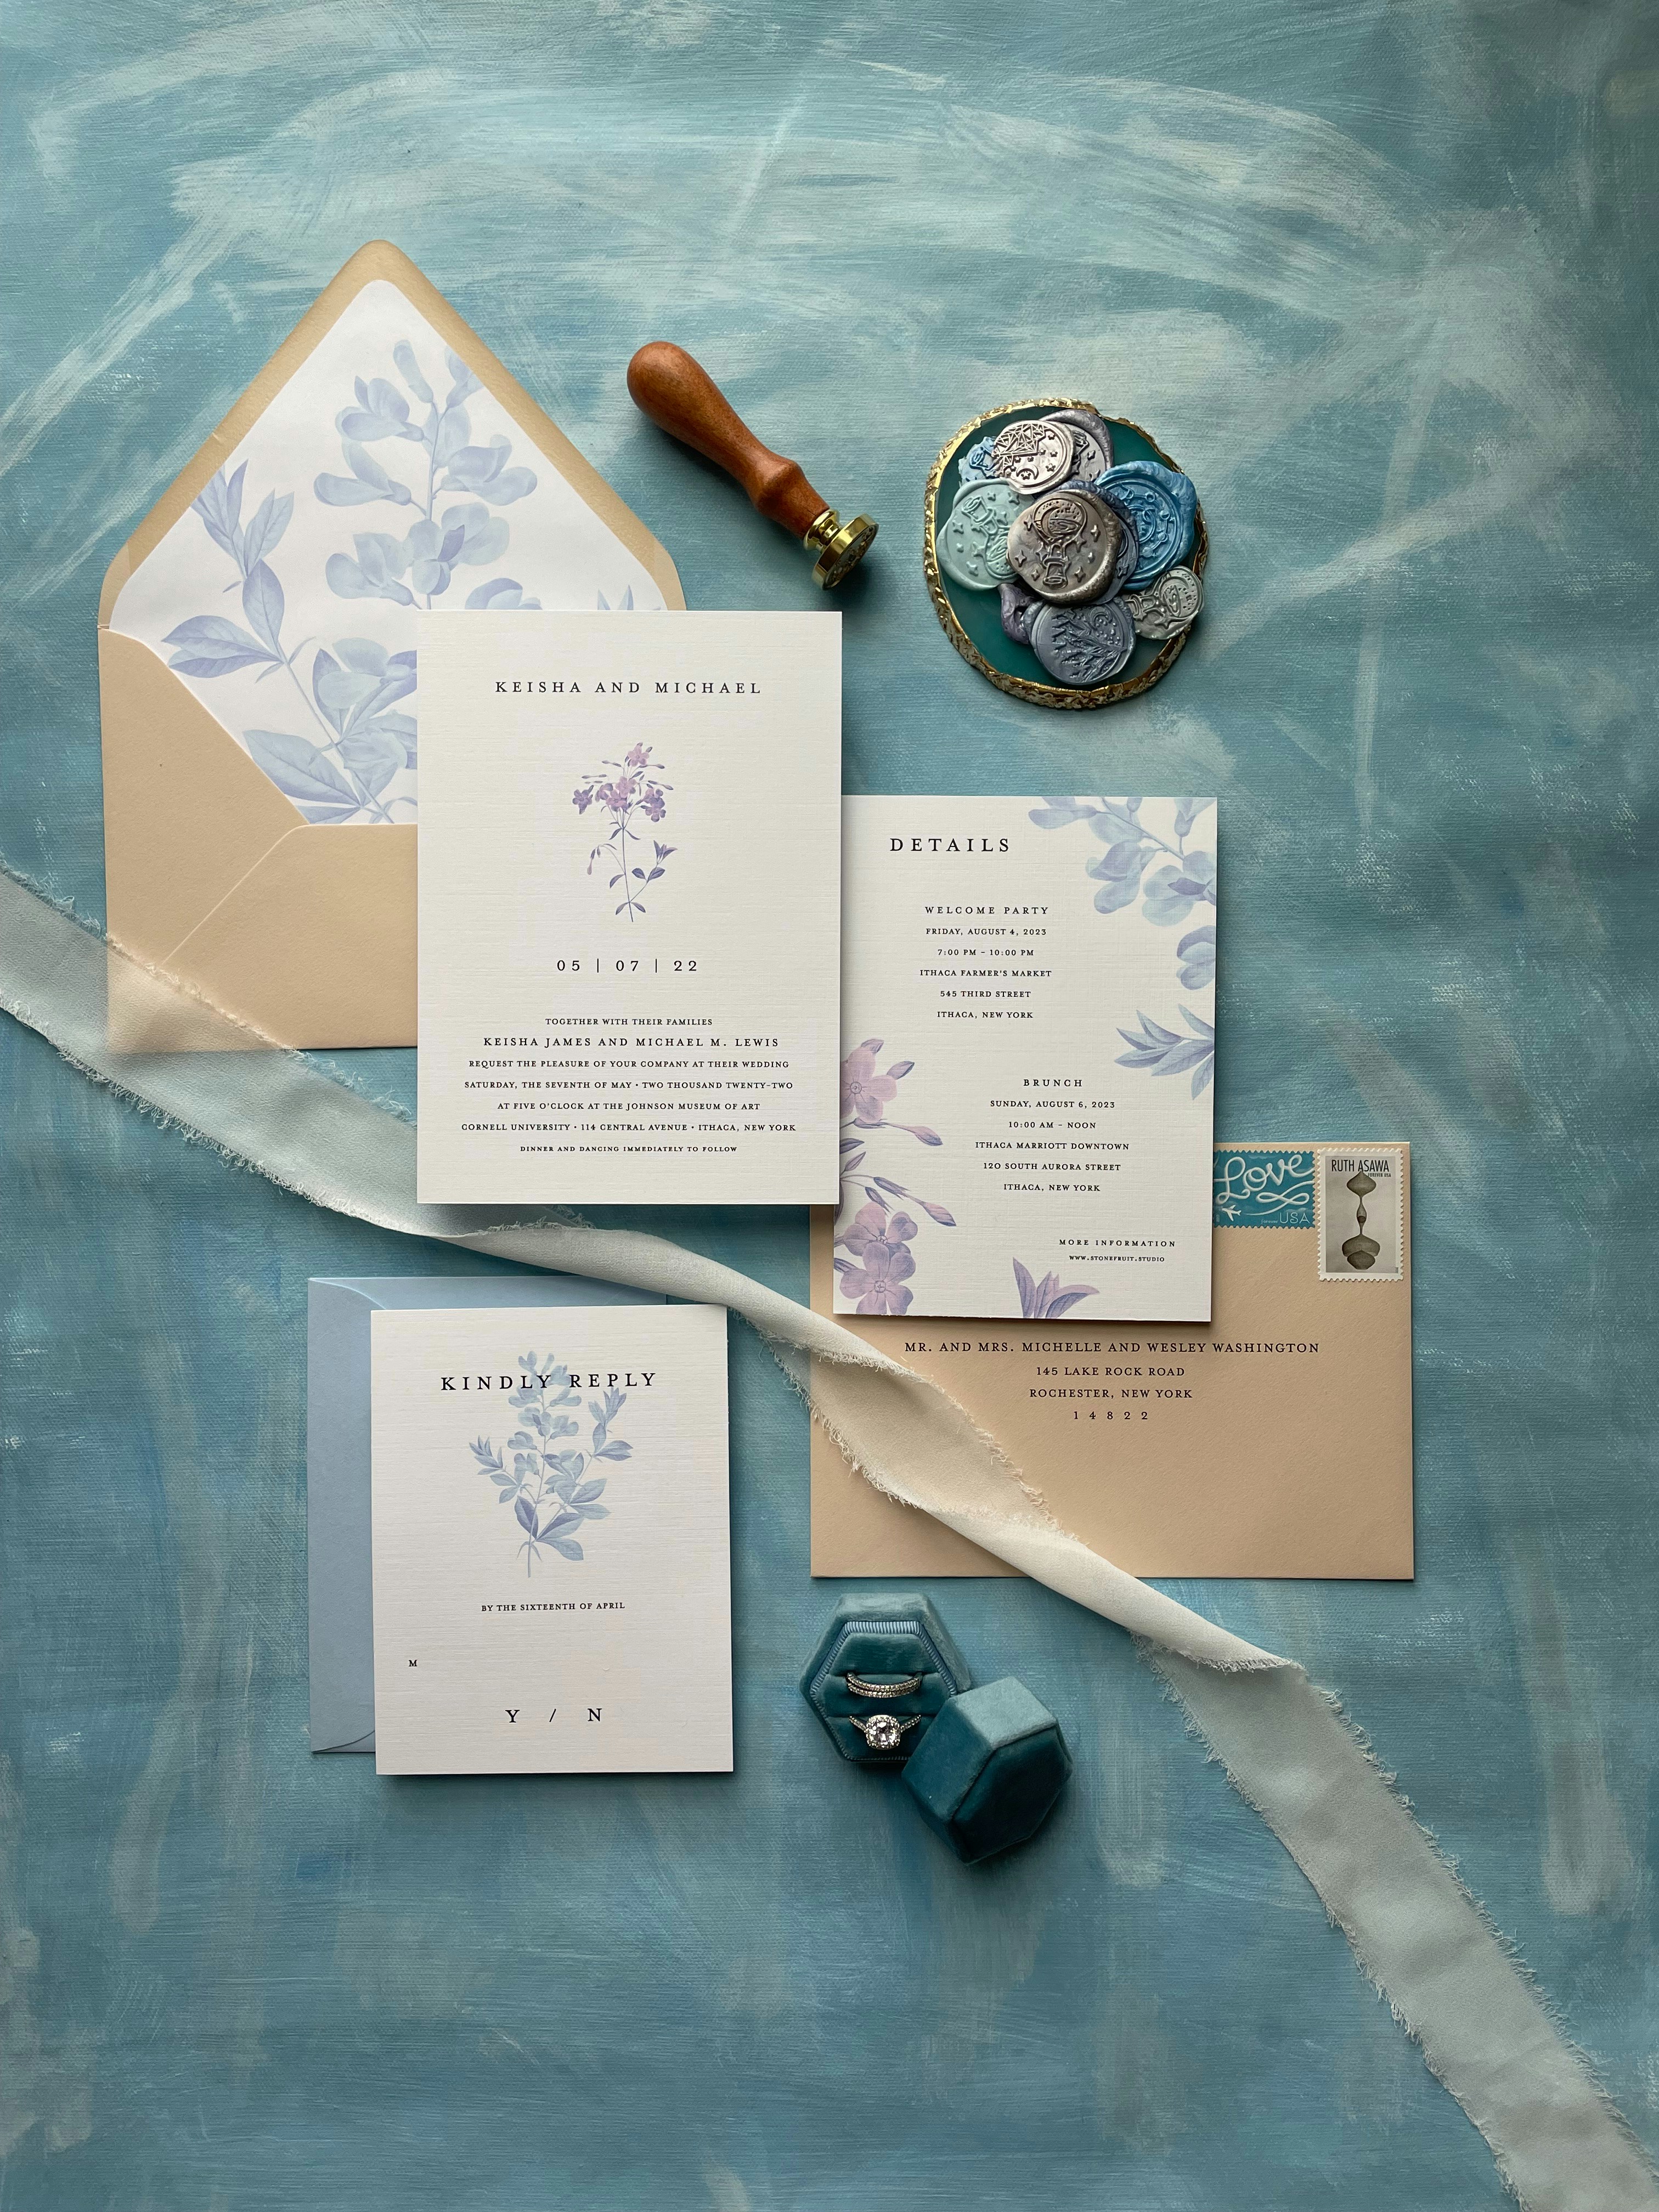 KEISHA AND MICHAEL
05 | 07 | 22
TOGETHER WITH THEIR FAMILIES
KEISHA JAMES AND MICHAEL M. LEWIS
REQUEST THE PLEASURE OF YOUR COMPANY AT THEIR WEDDING
SATURDAY, THE SEVENTH OF MAY • TWO THOUSAND TWENTY-TWO
AT FIVE O'CLOCK AT THE JOHNSON MUSEUM OF ART
CORNELL UNIVERSITY • 114 CENTRAL AVENUE • ITHACA, NEW YORK
DINNER AND DANCING IMMEDIATELY TO FOLLOW
DETAILS
WELCOME PARTY
FRIDAY, AUGUST 4, 2023
7:00 PM – 10:00 PM
ITHACA FARMER'S MARKET
545 THIRD STREET
ITHACA, NEW YORK
BRUNCH
SUNDAY, AUGUST 6, 2023
10:00 AM – NOON
ITHACA MARRIOTT DOWNTOWN
120 SOUTH AURORA STREET
ITHACA, NEW YORK
MORE INFORMATION
WWW.STONEFRUIT.STUDIO
Love
USA
RUTH ASAWA
FOREVER USA
MR. AND MRS. MICHELLE AND WESLEY WASHINGTON
145 LAKE ROCK ROAD
ROCHESTER, NEW YORK
14822
KINDLY REPLY
BY THE SIXTEENTH OF APRIL
M
Y / N